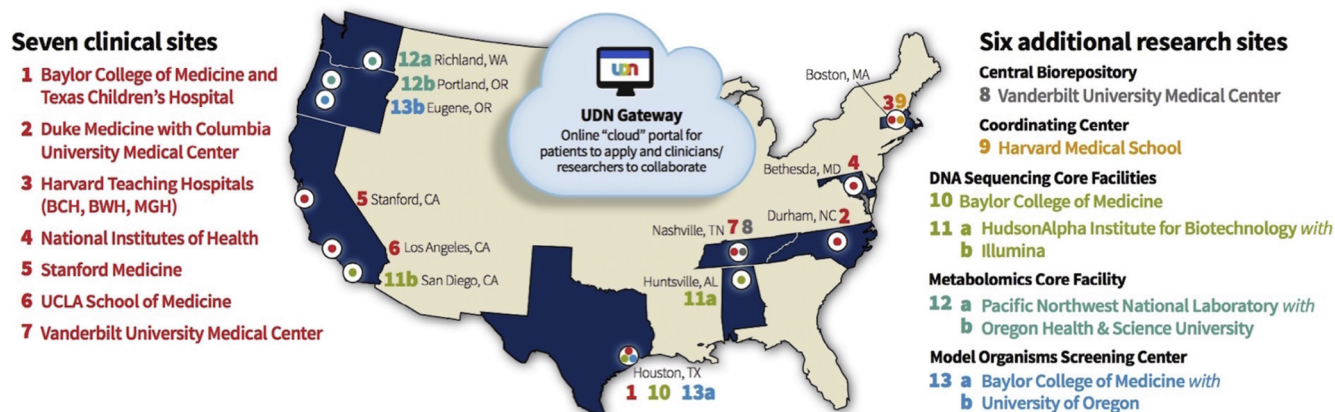 Seven clinical sites
1 Baylor College of Medicine and
Texas Children's Hospital
2 Duke Medicine with Columbia
University Medical Center
3 Harvard Teaching Hospitals
(BCH, BWH, MGH)
4 National Institutes of Health
5 Stanford Medicine
6 UCLA School of Medicine
7 Vanderbilt University Medical Center
12a Richland, WA
12b Portland, OR
13b Eugene, OR
5 Stanford, CA
6 Los Angeles, CA
11b San Diego, CA
UDN
UDN Gateway
Online "cloud" portal for
patients to apply and clinicians/
researchers to collaborate
Boston, MA
3 9
Bethesda, MD 4
Durham, NC 2
Nashville, TN 7 8
Huntsville, AL
11a
Houston, TX
1 10 13a
Six additional research sites
Central Biorepository
8 Vanderbilt University Medical Center
Coordinating Center
9 Harvard Medical School
DNA Sequencing Core Facilities
10 Baylor College of Medicine
11 a HudsonAlpha Institute for Biotechnology with
b Illumina
Metabolomics Core Facility
12 a Pacific Northwest National Laboratory with
b Oregon Health & Science University
Model Organisms Screening Center
13 a Baylor College of Medicine with
b University of Oregon